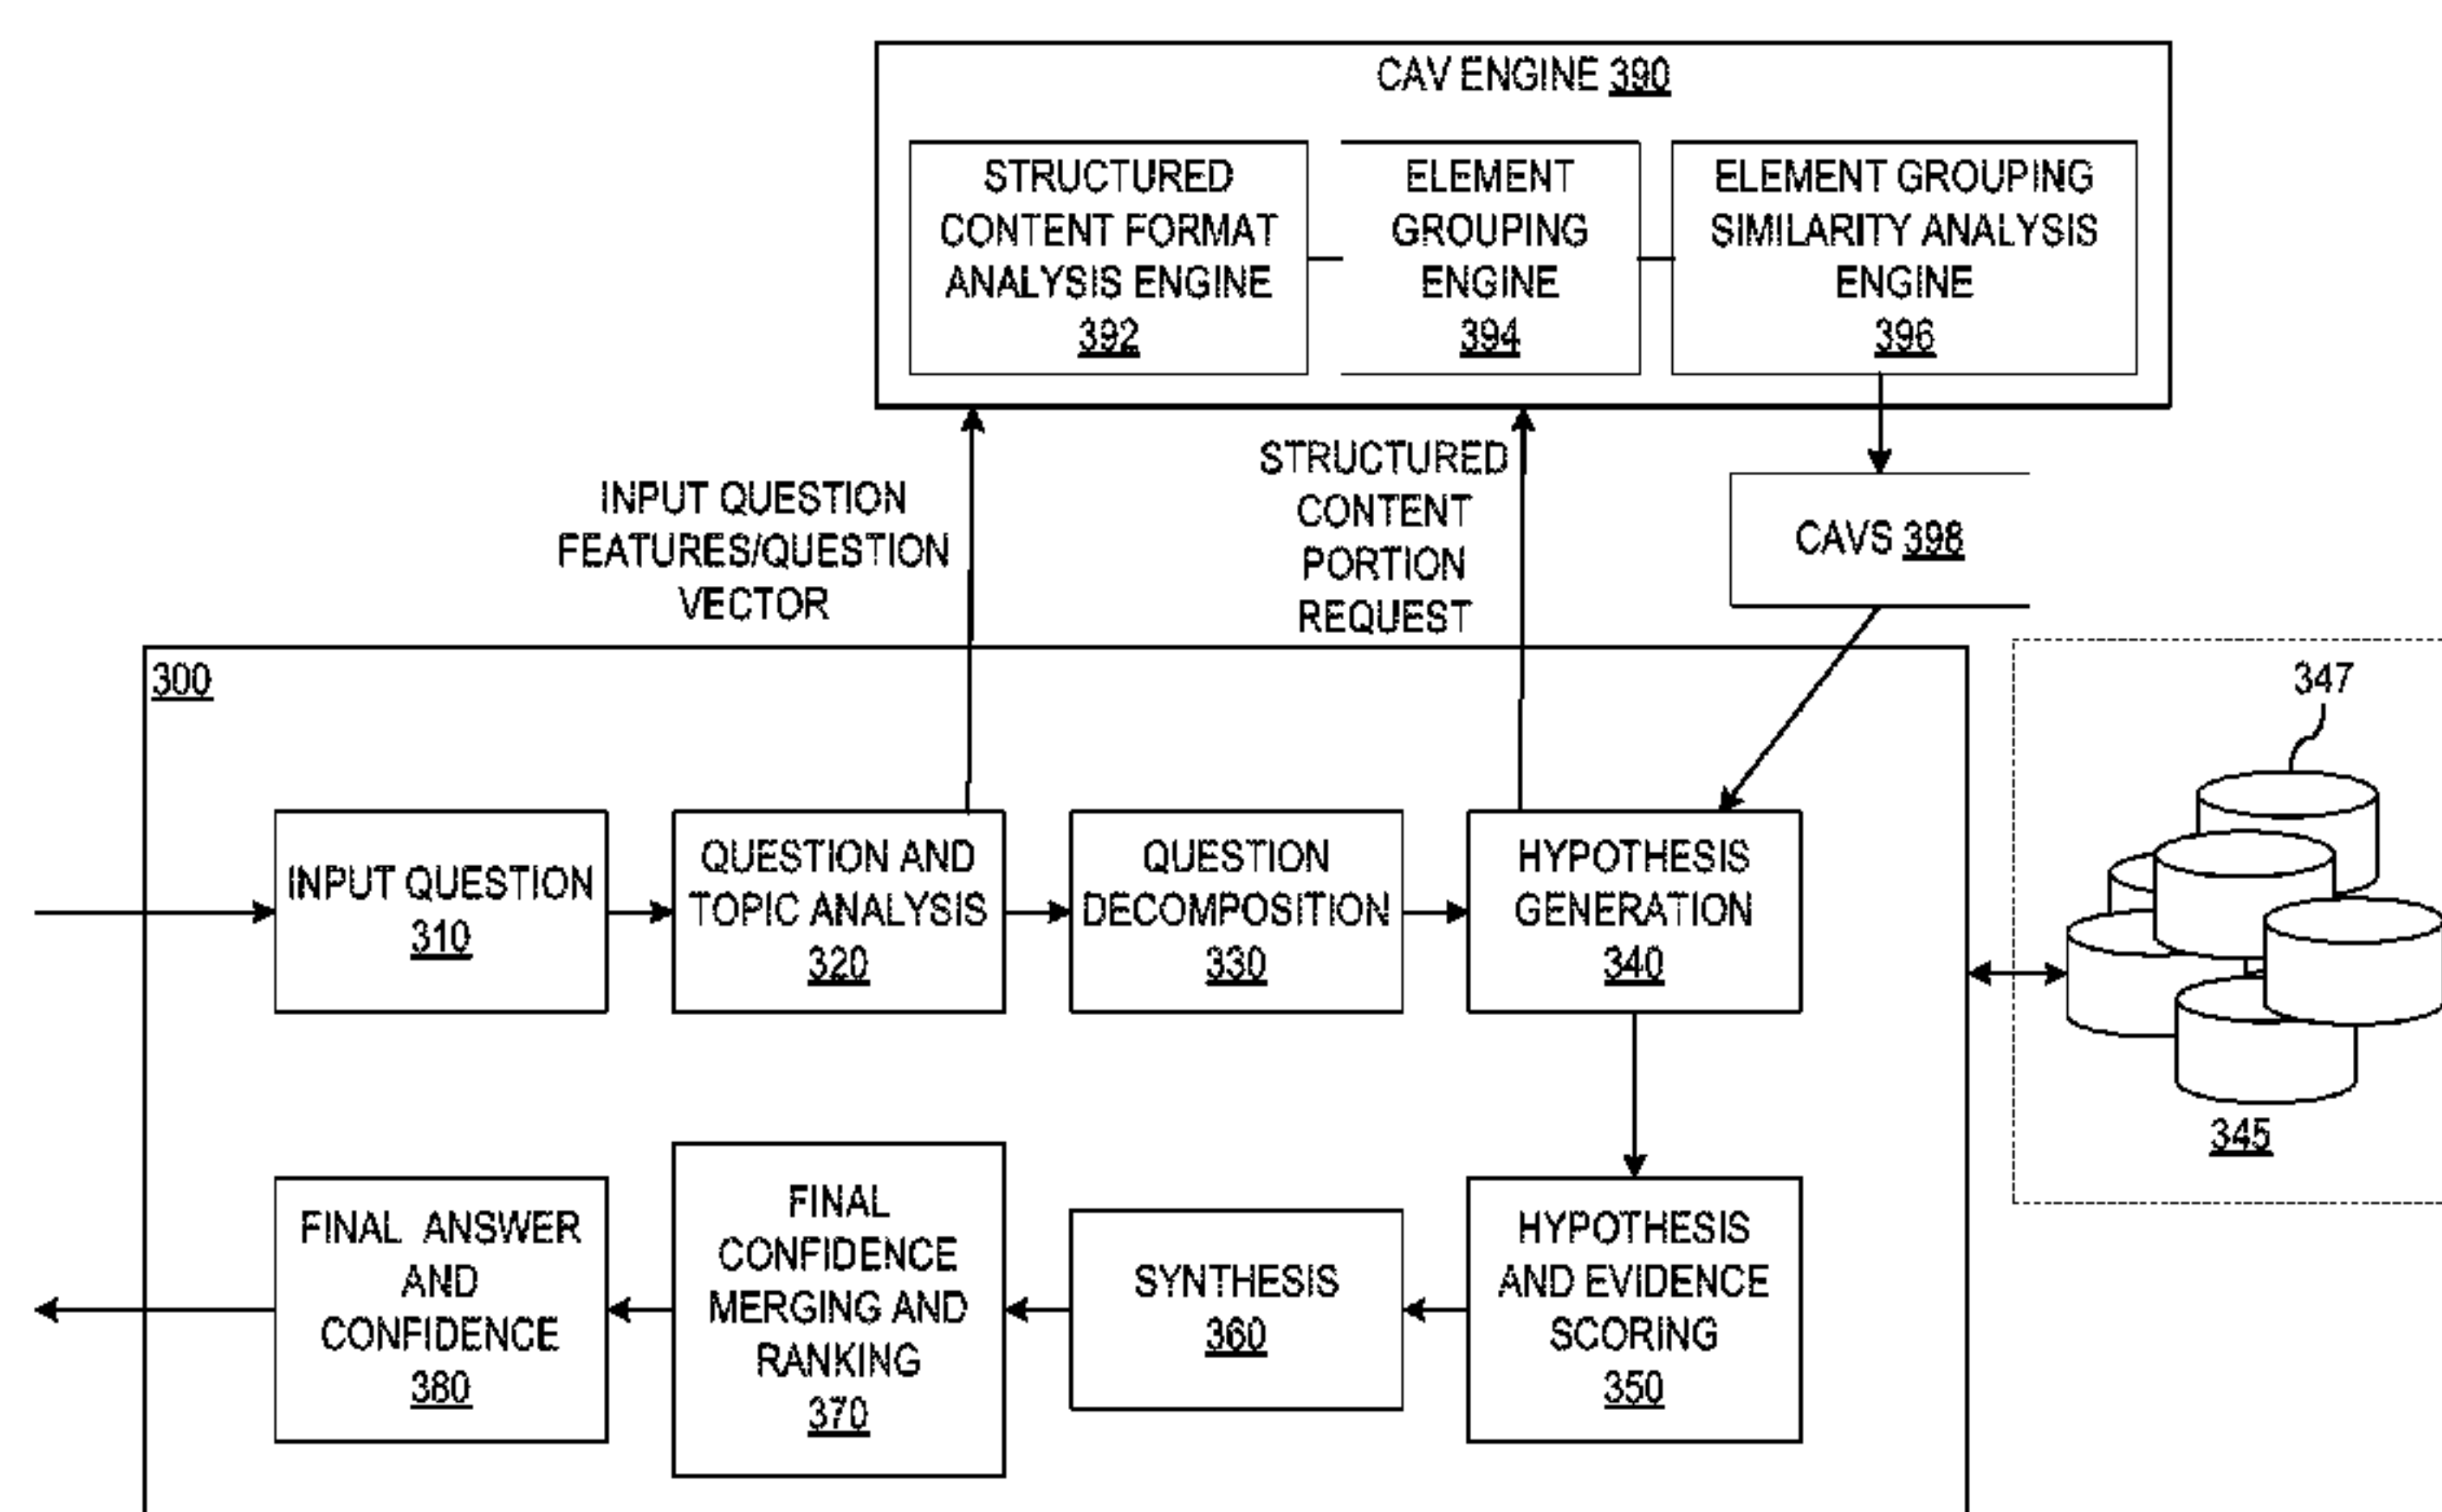 CAV ENGINE 390
STRUCTURED
CONTENT FORMAT
ANALYSIS ENGINE
392
ELEMENT
GROUPING
ENGINE
394
ELEMENT GROUPING
SIMILARITY ANALYSIS
ENGINE
396
INPUT QUESTION
FEATURES/QUESTION
VECTOR
STRUCTURED
CONTENT
PORTION
REQUEST
CAVS 398
300
347
INPUT QUESTION
310
QUESTION AND
TOPIC ANALYSIS
320
QUESTION
DECOMPOSITION
330
HYPOTHESIS
GENERATION
340
345
FINAL ANSWER
AND
CONFIDENCE
380
FINAL
CONFIDENCE
MERGING AND
RANKING
370
SYNTHESIS
360
HYPOTHESIS
AND EVIDENCE
SCORING
350